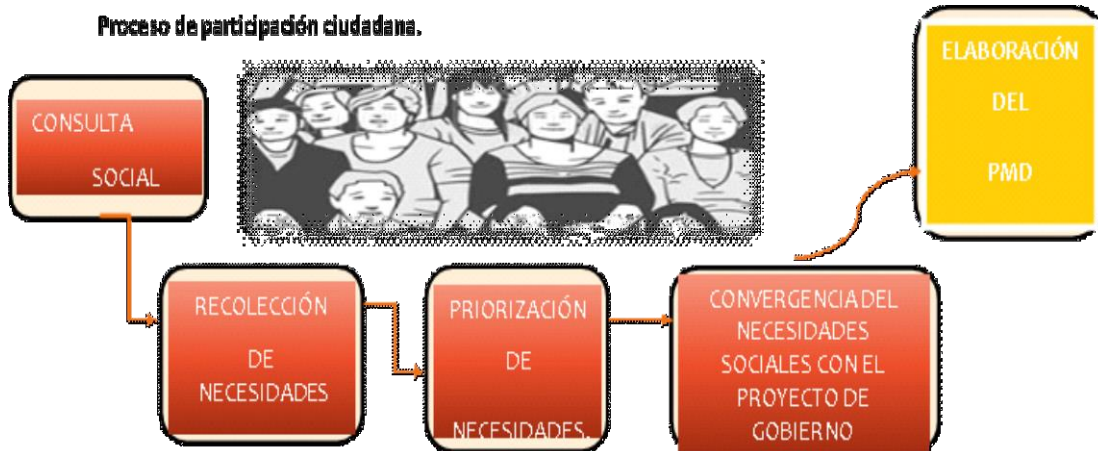 Proceso de participación ciudadana.
CONSULTA
SOCIAL
RECOLECCIÓN
DE
NECESIDADES
PRIORIZACIÓN
DE
NECESIDADES.
CONVERGENCIA DEL
NECESIDADES
SOCIALES CON EL
PROYECTO DE
GOBIERNO
ELABORACIÓN
DEL
PMD